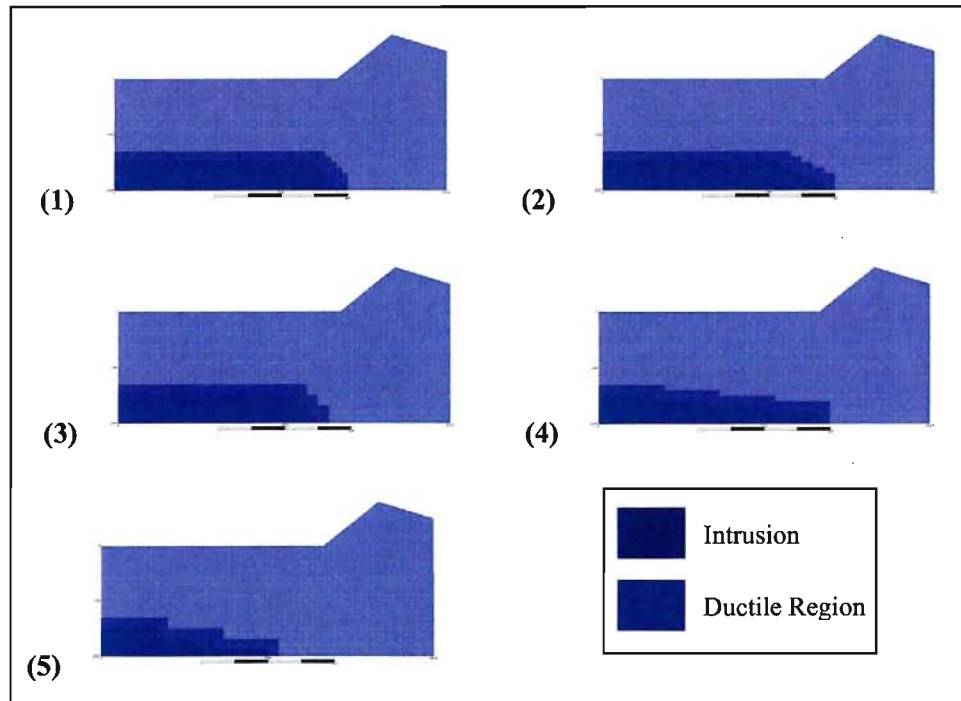 (1)
(2)
(3)
(4)
(5)
Intrusion
Ductile Region